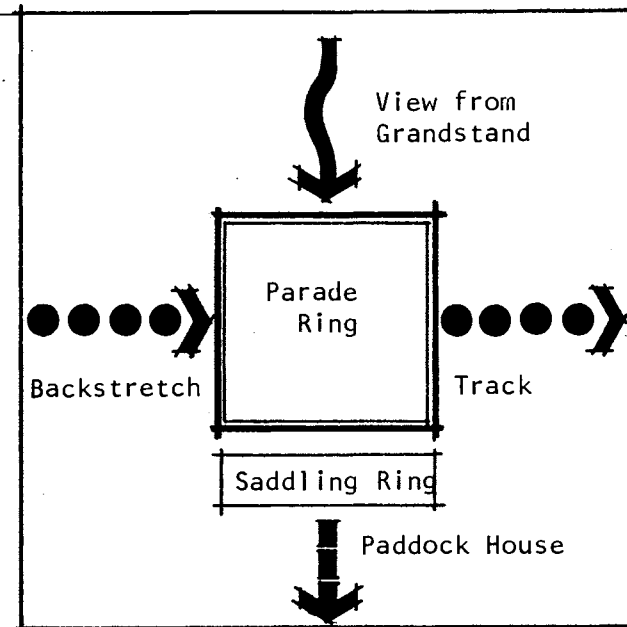 View from
Grandstand
Parade
Ring
Backstretch
Track
Saddling Ring
Paddock House